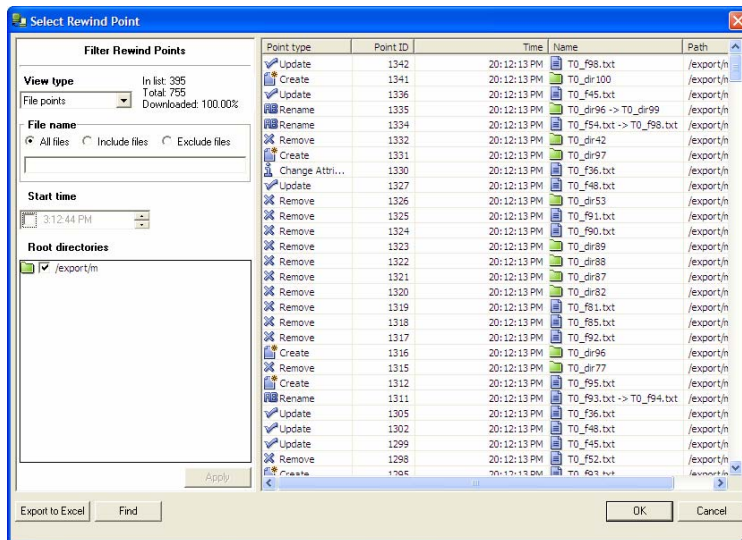 Select Rewind Point
Filter Rewind Points
View type
In list: 395
Total: 755
Downloaded: 100.00%
File points
File name
All files Include files Exclude files
Start time
3:12:44 PM
Root directories
/export/m
Apply
Point type Point ID Time Name Path
Update 1342 20:12:13 PM T0_f98.txt /export/m
Create 1341 20:12:13 PM T0_dir100 /export/m
Update 1336 20:12:13 PM T0_f45.txt /export/m
Rename 1335 20:12:13 PM T0_dir96 -> T0_dir99 /export/m
Rename 1334 20:12:13 PM T0_f54.txt -> T0_f98.txt /export/m
Remove 1332 20:12:13 PM T0_dir42 /export/m
Create 1331 20:12:13 PM T0_dir97 /export/m
Change Attri... 1330 20:12:13 PM T0_f36.txt /export/m
Update 1327 20:12:13 PM T0_f48.txt /export/m
Remove 1326 20:12:13 PM T0_dir53 /export/m
Remove 1325 20:12:13 PM T0_f91.txt /export/m
Remove 1324 20:12:13 PM T0_f90.txt /export/m
Remove 1323 20:12:13 PM T0_dir89 /export/m
Remove 1322 20:12:13 PM T0_dir88 /export/m
Remove 1321 20:12:13 PM T0_dir87 /export/m
Remove 1320 20:12:13 PM T0_dir82 /export/m
Remove 1319 20:12:13 PM T0_f81.txt /export/m
Remove 1318 20:12:13 PM T0_f85.txt /export/m
Remove 1317 20:12:13 PM T0_f92.txt /export/m
Create 1316 20:12:13 PM T0_dir96 /export/m
Remove 1315 20:12:13 PM T0_dir77 /export/m
Create 1312 20:12:13 PM T0_f95.txt /export/m
Rename 1311 20:12:13 PM T0_f93.txt -> T0_f94.txt /export/m
Update 1305 20:12:13 PM T0_f36.txt /export/m
Update 1302 20:12:13 PM T0_f48.txt /export/m
Update 1299 20:12:13 PM T0_f45.txt /export/m
Remove 1298 20:12:13 PM T0_f52.txt /export/m
Create 1295 20:12:13 PM T0_f93.txt /export/m
Export to Excel Find OK Cancel